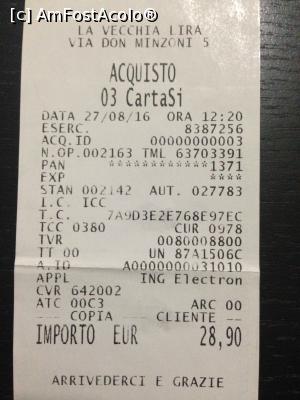 © AmFostAcolo™
LA VECCHIA LIRA
VIA DON MINZONI 5
ACQUISTO
03 CartaSi
DATA 27/08/16 ORA 12:20
ESERC. 8387256
ACQ.ID 00000000003
N.OP.002163 TML 63703391
PAN ************1371
EXP ****
STAN 002142 AUT. 027783
I.C. ICC
T.C. 7A9D3E2E768E97EC
TCC 0380 CUR 0978
TVR 0080008800
TT 00 UN 87A1506C
A.ID A0000000031010
APPL ING Electron
CVR 642002
ATC 00C3 ARC 00
--- COPIA CLIENTE ---
IMPORTO EUR 28,90
ARRIVEDERCI E GRAZIE